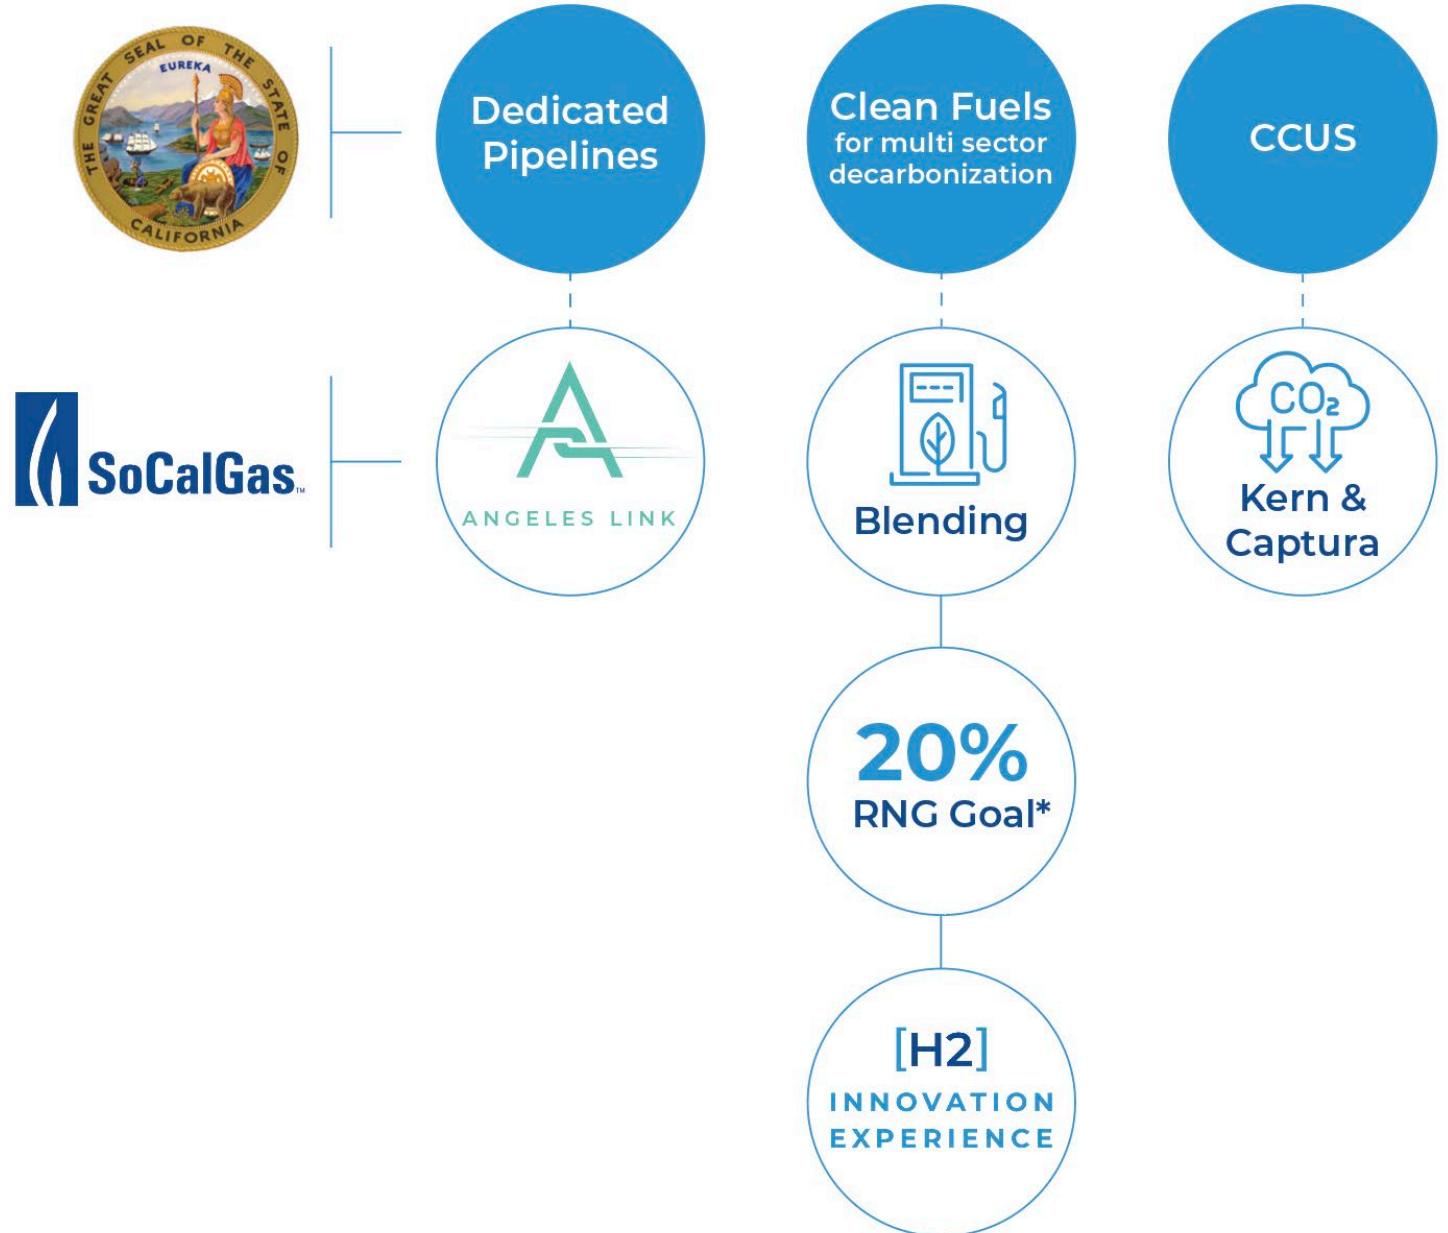 THE GREAT SEAL OF THE STATE OF CALIFORNIA
EUREKA
Dedicated
Pipelines
Clean Fuels
for multi sector
decarbonization
CCUS
SoCalGas™
ANGELES LINK
Blending
CO₂
Kern &
Captura
20%
RNG Goal*
[H2]
INNOVATION
EXPERIENCE